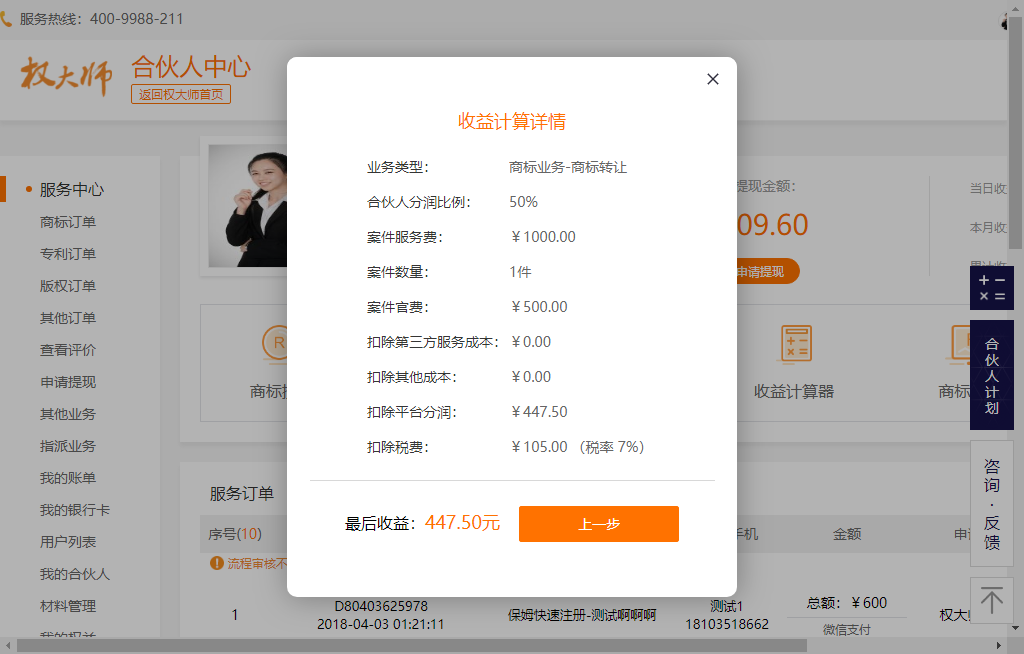 服务热线：400-9988-211
权大师
合伙人中心
返回权大师首页
服务中心
商标订单
专利订单
版权订单
其他订单
查看评价
申请提现
其他业务
指派业务
我的账单
我的银行卡
用户列表
我的合伙人
材料管理
我的权益
收益计算详情
业务类型： 商标业务-商标转让
合伙人分润比例： 50%
案件服务费： ￥1000.00
案件数量： 1件
案件官费： ￥500.00
扣除第三方服务成本： ￥0.00
扣除其他成本： ￥0.00
扣除平台分润： ￥447.50
扣除税费： ￥105.00 （税率 7%）
最后收益：447.50元
上一步
提现金额：
09.60
申请提现
当日收
本月收
累计收
R
商标
收益计算器
商标
合伙人计划
咨询·反馈
服务订单
序号(10)
手机
金额
申
流程审核不
1
D80403625978
2018-04-03 01:21:11
保姆快速注册-测试啊啊啊
测试1
18103518662
总额：￥600
微信支付
权大